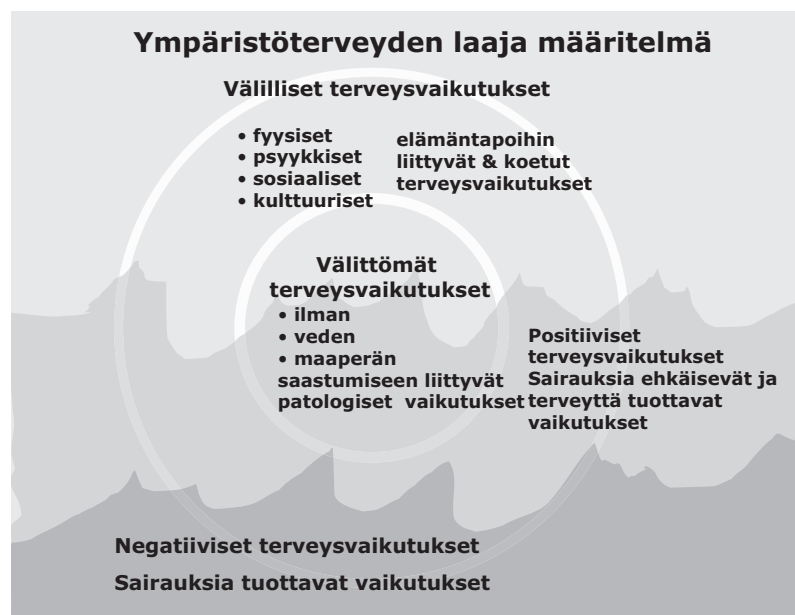 Ympäristöterveyden laaja määritelmä
Välilliset terveysvaikutukset
• fyysiset
• psyykkiset
• sosiaaliset
• kulttuuriset
elämäntapoihin
liittyvät & koetut
terveysvaikutukset
Välittömät
terveysvaikutukset
• ilman
• veden
• maaperän
saastumiseen liittyvät
patologiset vaikutukset
Positiiviset
terveysvaikutukset
Sairauksia ehkäisevät ja
terveyttä tuottavat
vaikutukset
Negatiiviset terveysvaikutukset
Sairauksia tuottavat vaikutukset